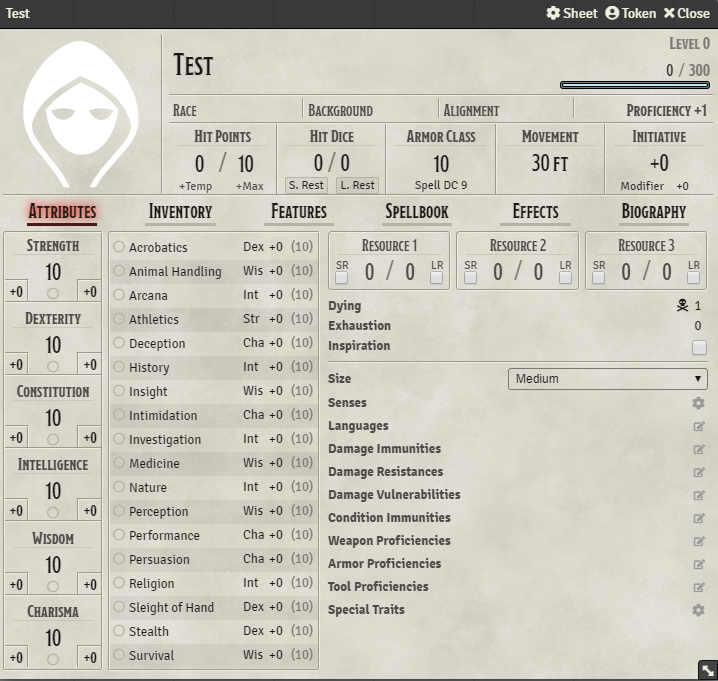 Test
Sheet Token Close
Level 0
Test
0 / 300
Race Background Alignment Proficiency +1
Hit Points Hit Dice Armor Class Movement Initiative
0 / 10 0 / 0 10 30 ft +0
+Temp +Max S. Rest L. Rest Spell DC 9 Modifier +0
Attributes Inventory Features Spellbook Effects Biography
Strength
10
+0 +0
Dexterity
10
+0 +0
Constitution
10
+0 +0
Intelligence
10
+0 +0
Wisdom
10
+0 +0
Charisma
10
+0 +0
Acrobatics Dex +0 (10)
Animal Handling Wis +0 (10)
Arcana Int +0 (10)
Athletics Str +0 (10)
Deception Cha +0 (10)
History Int +0 (10)
Insight Wis +0 (10)
Intimidation Cha +0 (10)
Investigation Int +0 (10)
Medicine Wis +0 (10)
Nature Int +0 (10)
Perception Wis +0 (10)
Performance Cha +0 (10)
Persuasion Cha +0 (10)
Religion Int +0 (10)
Sleight of Hand Dex +0 (10)
Stealth Dex +0 (10)
Survival Wis +0 (10)
Resource 1 Resource 2 Resource 3
SR 0 / 0 LR SR 0 / 0 LR SR 0 / 0 LR
Dying 1
Exhaustion 0
Inspiration
Size Medium
Senses
Languages
Damage Immunities
Damage Resistances
Damage Vulnerabilities
Condition Immunities
Weapon Proficiencies
Armor Proficiencies
Tool Proficiencies
Special Traits